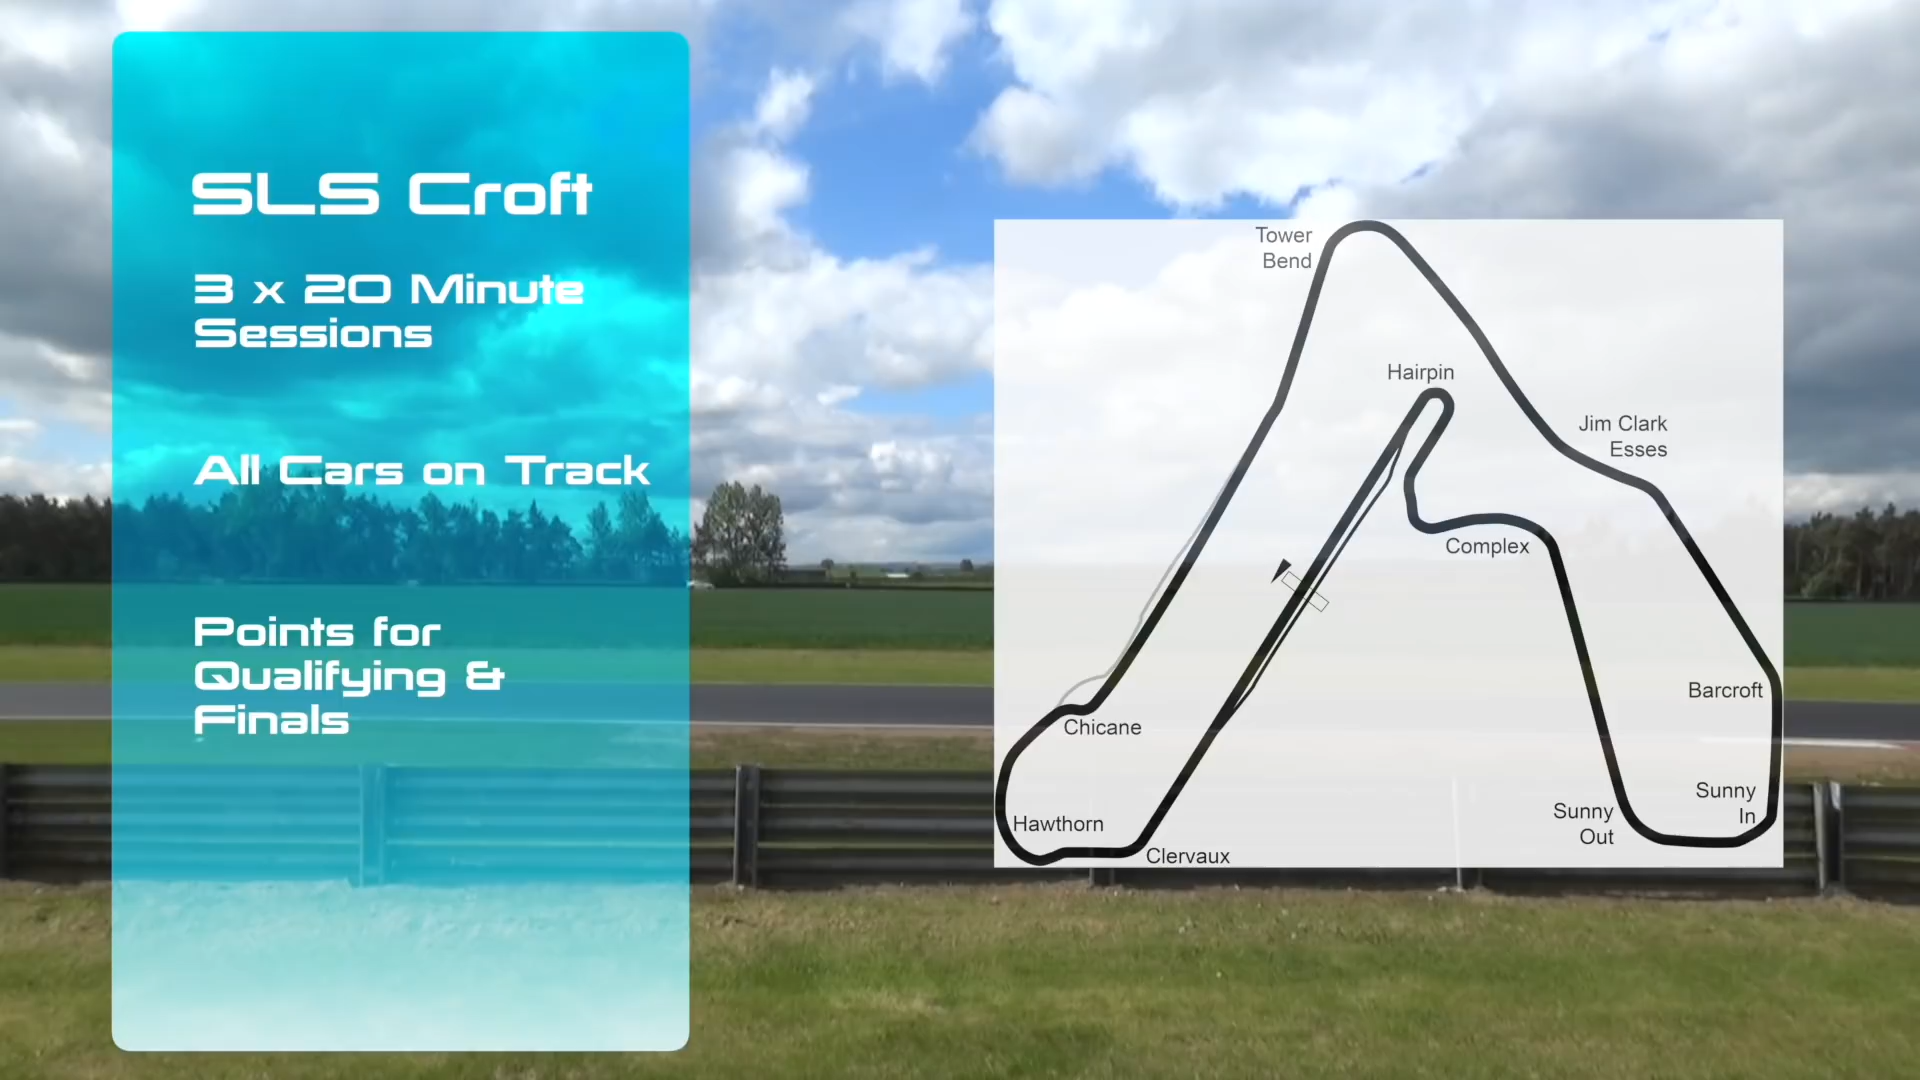 SLS Croft
3 x 20 Minute
Sessions
All Cars on Track
Points for
Qualifying &
Finals
Tower
Bend
Hairpin
Jim Clark
Esses
Complex
Barcroft
Chicane
Sunny
In
Sunny
Out
Hawthorn
Clervaux